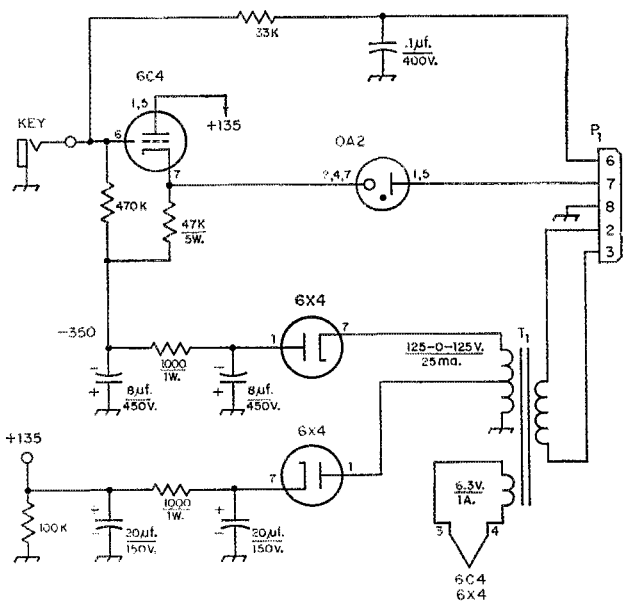 33K
.1µf.
400V.
6C4
1,5
KEY
6
+135
OA2
P1
7
2,4,7
1,5
6
7
8
2
3
470K
47K
5W.
6X4
-350
1
7
1000
1W.
125-0-125V.
25ma.
T1
-
+
8µf.
450V.
-
+
8µf.
450V.
+135
6X4
7
1
1000
1W.
100K
+
-
20µf.
150V.
+
-
20µf.
150V.
6.3V.
1A.
3
4
6C4
6X4